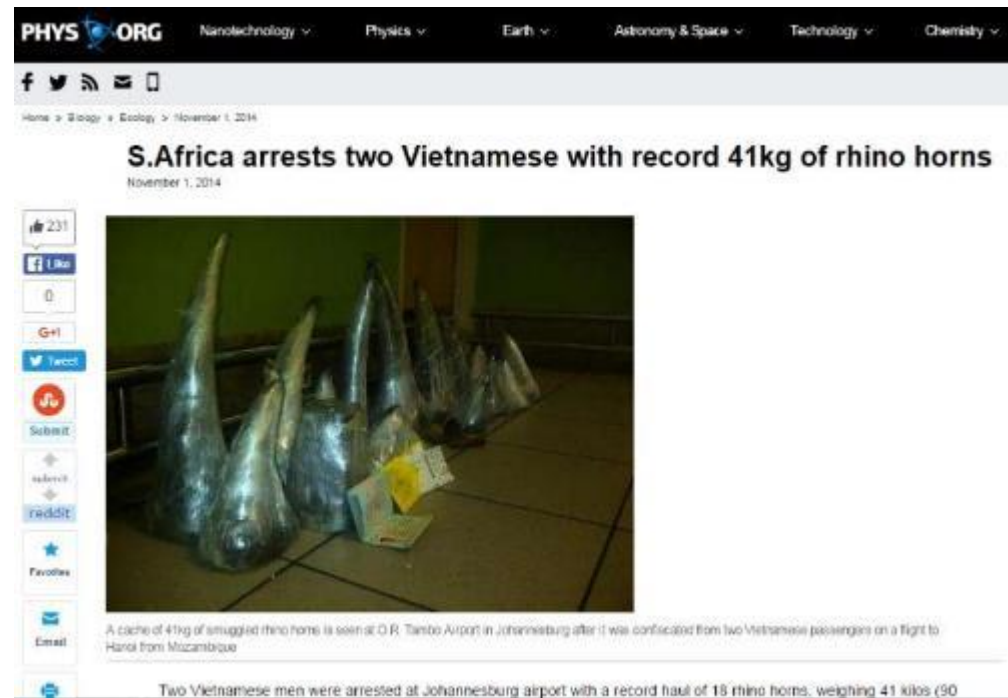 PHYS ORG
Nanotechnology
Physics
Earth
Astronomy & Space
Technology
Chemistry
Home > Biology > Ecology > November 1, 2014
S.Africa arrests two Vietnamese with record 41kg of rhino horns
November 1, 2014
231
Like
0
G+1
Tweet
Submit
submit
reddit
Favorites
Email
A cache of 41kg of smuggled rhino horns is seen at O.R. Tambo Airport in Johannesburg after it was confiscated from two Vietnamese passengers on a flight to
Hanoi from Mozambique
Two Vietnamese men were arrested at Johannesburg airport with a record haul of 18 rhino horns, weighing 41 kilos (90